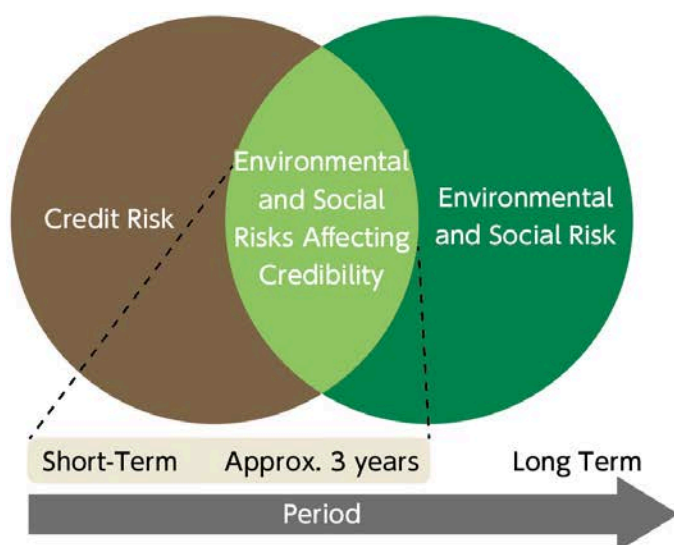 Credit Risk
Environmental
and Social
Risks Affecting
Credibility
Environmental
and Social Risk
Short-Term
Approx. 3 years
Long Term
Period